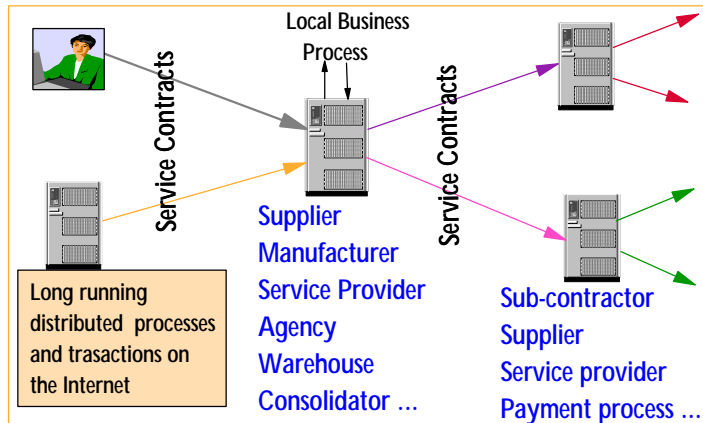 Local Business
Process
Service Contracts
Service Contracts
Supplier
Manufacturer
Service Provider
Agency
Warehouse
Consolidator ...
Long running
distributed processes
and trasactions on
the Internet
Sub-contractor
Supplier
Service provider
Payment process ...